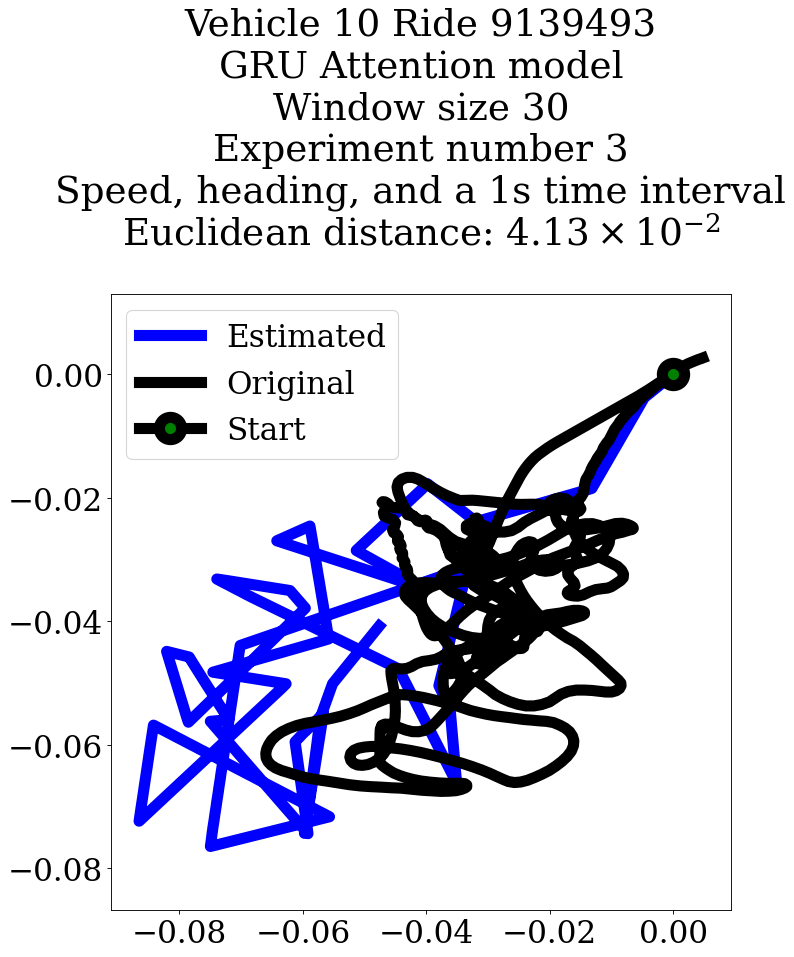 Vehicle 10 Ride 9139493
GRU Attention model
Window size 30
Experiment number 3
Speed, heading, and a 1s time interval
Euclidean distance: 4.13 × 10⁻²
Estimated
Original
Start
0.00
−0.02
−0.04
−0.06
−0.08
−0.08 −0.06 −0.04 −0.02 0.00